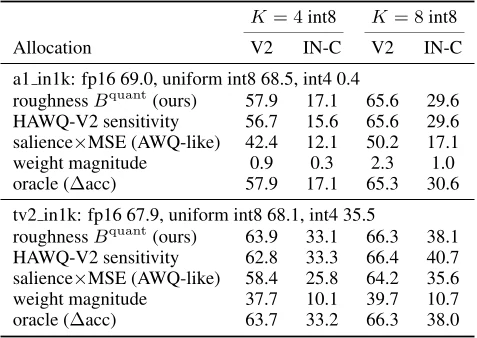 K = 4 int8 K = 8 int8
Allocation V2 IN-C V2 IN-C
a1_in1k: fp16 69.0, uniform int8 68.5, int4 0.4
roughness B^quant (ours) 57.9 17.1 65.6 29.6
HAWQ-V2 sensitivity 56.7 15.6 65.6 29.6
salience×MSE (AWQ-like) 42.4 12.1 50.2 17.1
weight magnitude 0.9 0.3 2.3 1.0
oracle (Δacc) 57.9 17.1 65.3 30.6
tv2_in1k: fp16 67.9, uniform int8 68.1, int4 35.5
roughness B^quant (ours) 63.9 33.1 66.3 38.1
HAWQ-V2 sensitivity 62.8 33.3 66.4 40.7
salience×MSE (AWQ-like) 58.4 25.8 64.2 35.6
weight magnitude 37.7 10.1 39.7 10.7
oracle (Δacc) 63.7 33.2 66.3 38.0